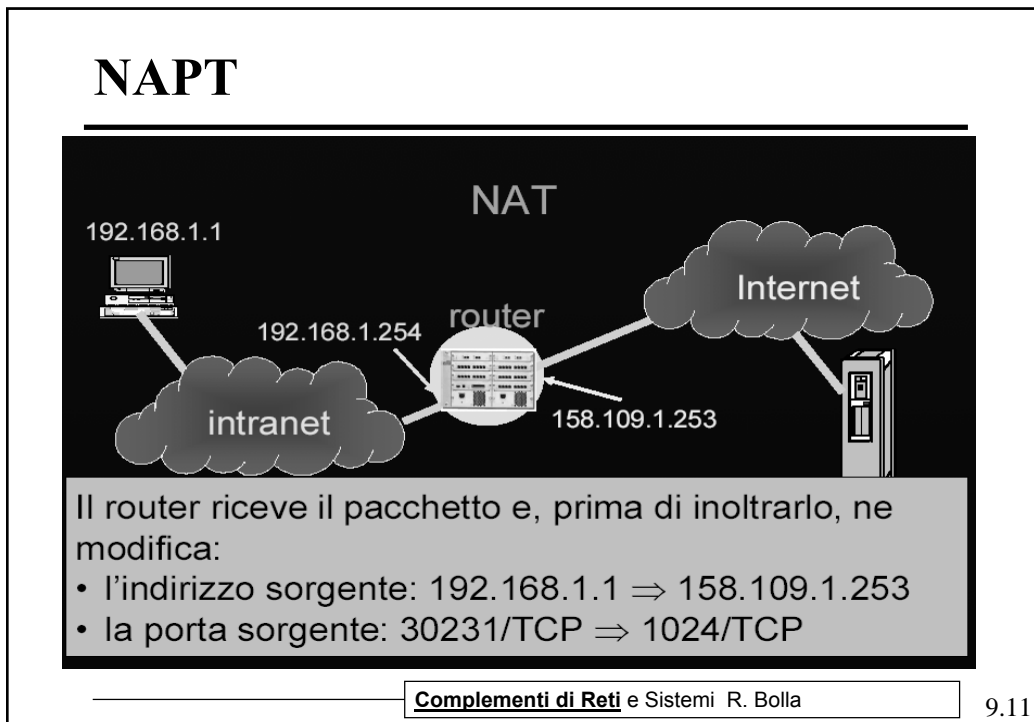 NAPT
NAT
192.168.1.1
Internet
router
192.168.1.254
158.109.1.253
intranet
Il router riceve il pacchetto e, prima di inoltrarlo, ne
modifica:
• l'indirizzo sorgente: 192.168.1.1 ⇒ 158.109.1.253
• la porta sorgente: 30231/TCP ⇒ 1024/TCP
Complementi di Reti e Sistemi R. Bolla
9.11